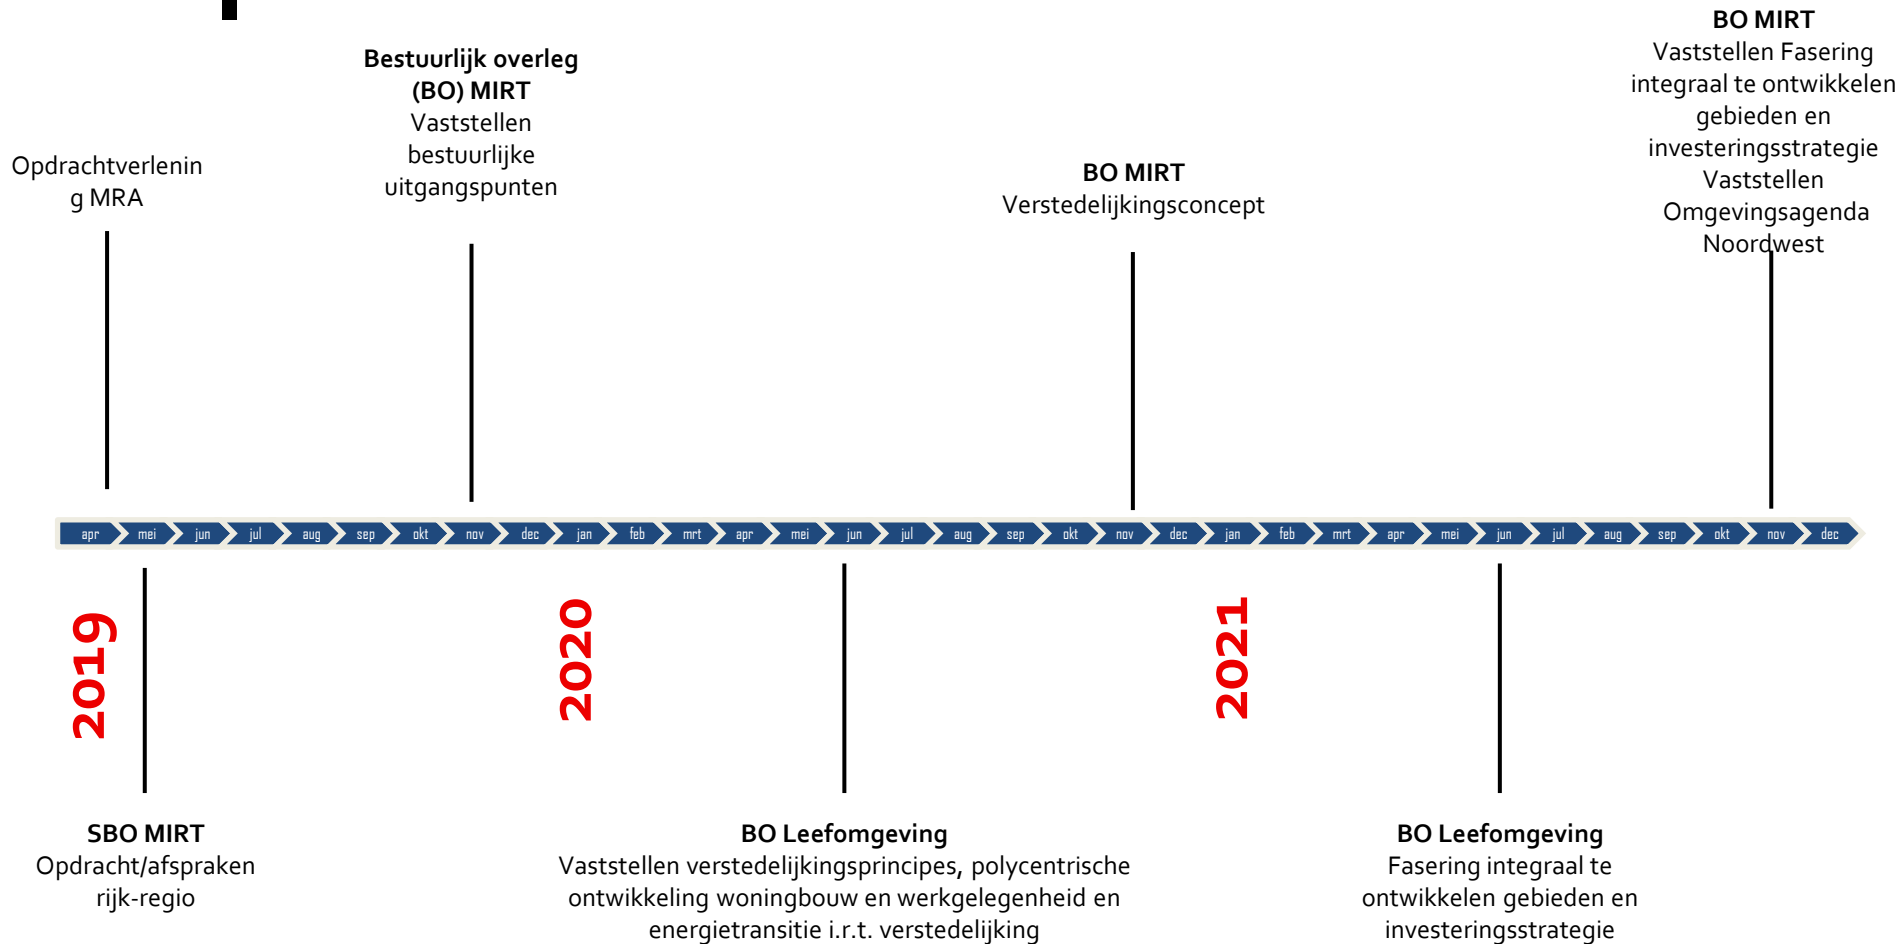 BO MIRT
Vaststellen Fasering
integraal te ontwikkelen
gebieden en
investeringsstrategie
Vaststellen
Omgevingsagenda
Noordwest
Bestuurlijk overleg
(BO) MIRT
Vaststellen
bestuurlijke
uitgangspunten
Opdrachtverlenin
g MRA
BO MIRT
Verstedelijkingsconcept
apr mei jun jul aug sep okt nov dec jan feb mrt apr mei jun jul aug sep okt nov dec jan feb mrt apr mei jun jul aug sep okt nov dec
2019
2020
2021
SBO MIRT
Opdracht/afspraken
rijk-regio
BO Leefomgeving
Vaststellen verstedelijkingsprincipes, polycentrische
ontwikkeling woningbouw en werkgelegenheid en
energietransitie i.r.t. verstedelijking
BO Leefomgeving
Fasering integraal te
ontwikkelen gebieden en
investeringsstrategie